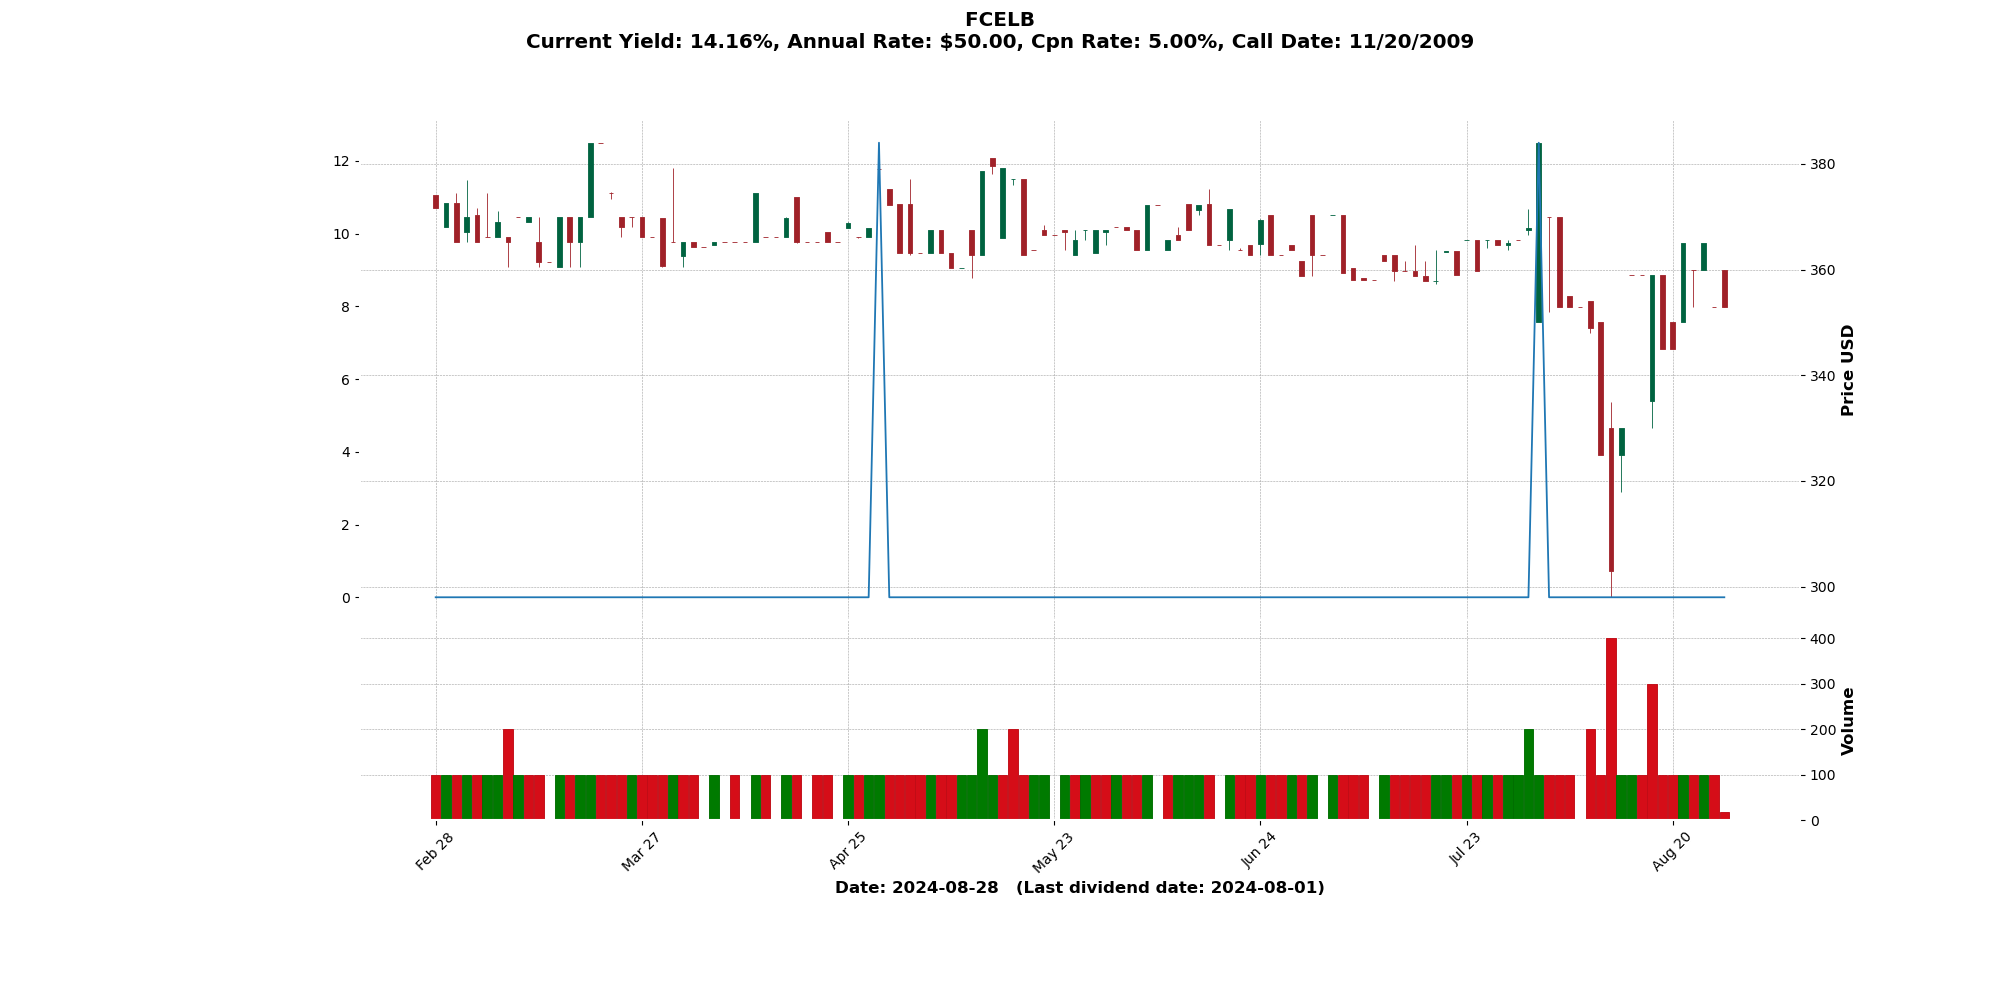 FCELB
Current Yield: 14.16%, Annual Rate: $50.00, Cpn Rate: 5.00%, Call Date: 11/20/2009
12
10
8
6
4
2
0
380
360
340
320
300
Price USD
400
300
200
100
0
Volume
Feb 28
Mar 27
Apr 25
May 23
Jun 24
Jul 23
Aug 20
Date: 2024-08-28 (Last dividend date: 2024-08-01)